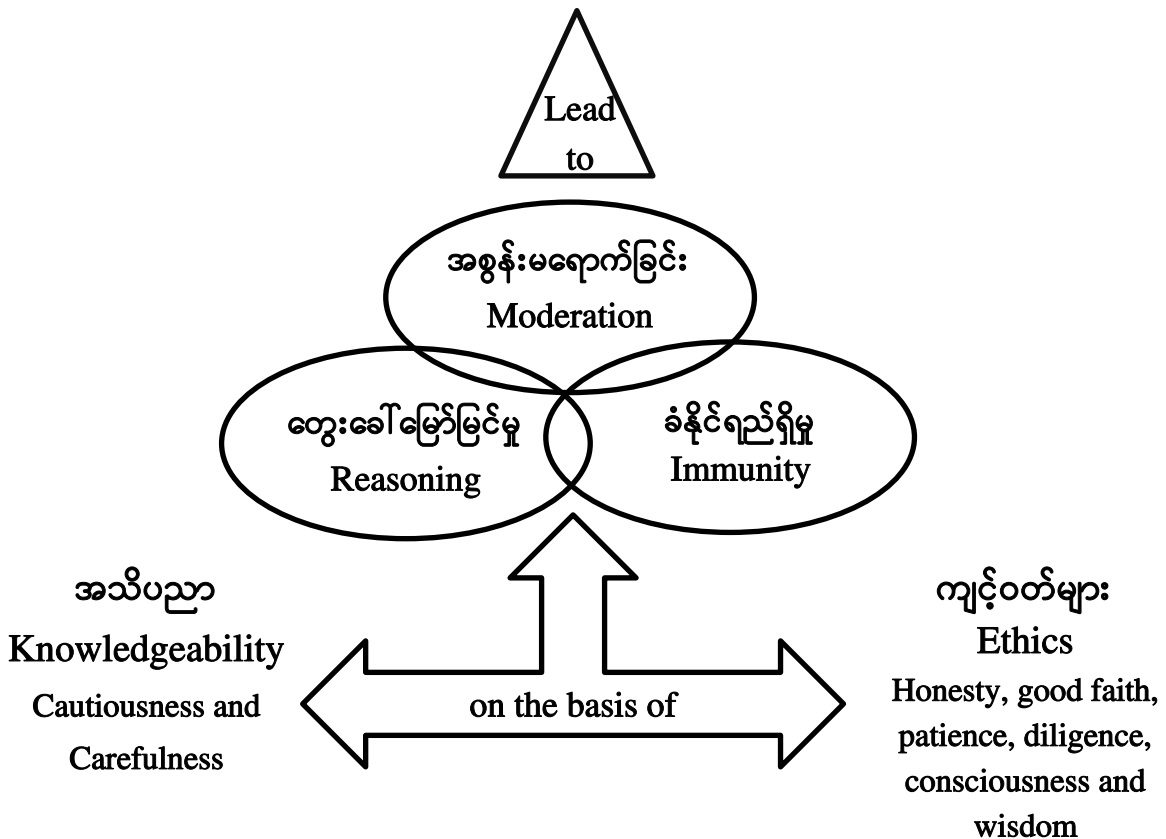 Lead
to
အစွန်းမရောက်ခြင်း
Moderation
တွေးခေါ်မြော်မြင်မှု
Reasoning
ခံနိုင်ရည်ရှိမှု
Immunity
အသိပညာ
Knowledgeability
Cautiousness and
Carefulness
on the basis of
ကျင့်ဝတ်များ
Ethics
Honesty, good faith,
patience, diligence,
consciousness and
wisdom